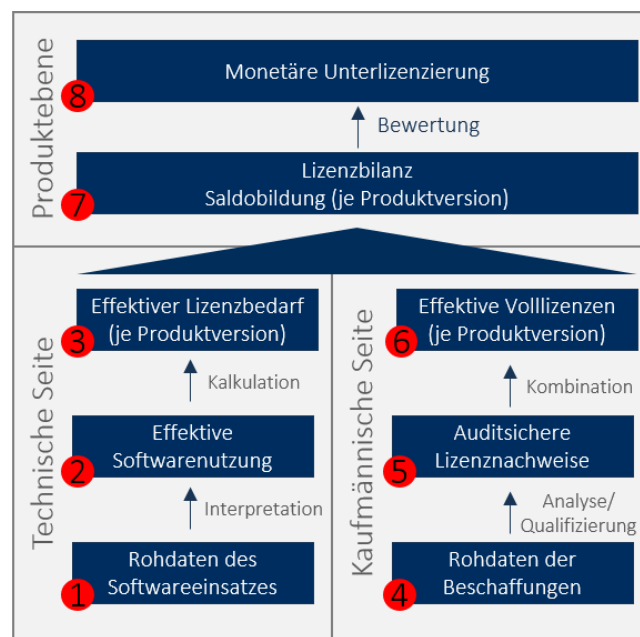 Produktebene
Monetäre Unterlizenzierung
8
Bewertung
Lizenzbilanz
Saldobildung (je Produktversion)
7
Technische Seite
Effektiver Lizenzbedarf
(je Produktversion)
3
Kalkulation
Effektive
Softwarenutzung
2
Interpretation
Rohdaten des
Softwareeinsatzes
1
Kaufmännische Seite
Effektive Volllizenzen
(je Produktversion)
6
Kombination
Auditsichere
Lizenznachweise
5
Analyse/
Qualifizierung
Rohdaten der
Beschaffungen
4